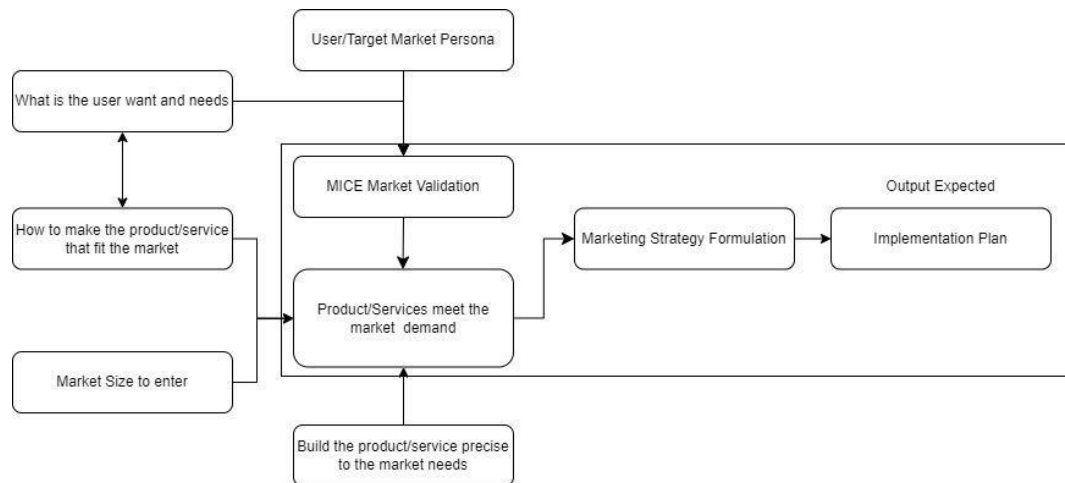 User/Target Market Persona
What is the user want and needs
MICE Market Validation
Output Expected
How to make the product/service
that fit the market
Marketing Strategy Formulation
Implementation Plan
Product/Services meet the
market demand
Market Size to enter
Build the product/service precise
to the market needs